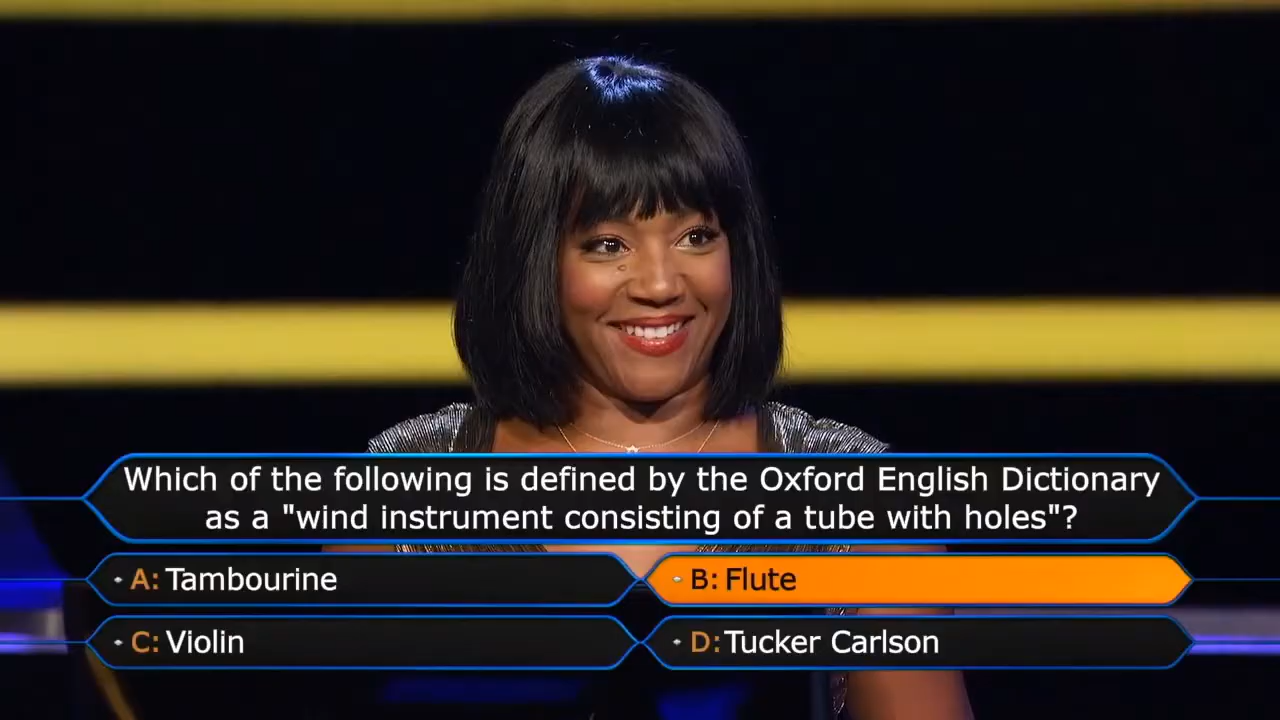 Which of the following is defined by the Oxford English Dictionary
as a "wind instrument consisting of a tube with holes"?
A: Tambourine
B: Flute
C: Violin
D: Tucker Carlson